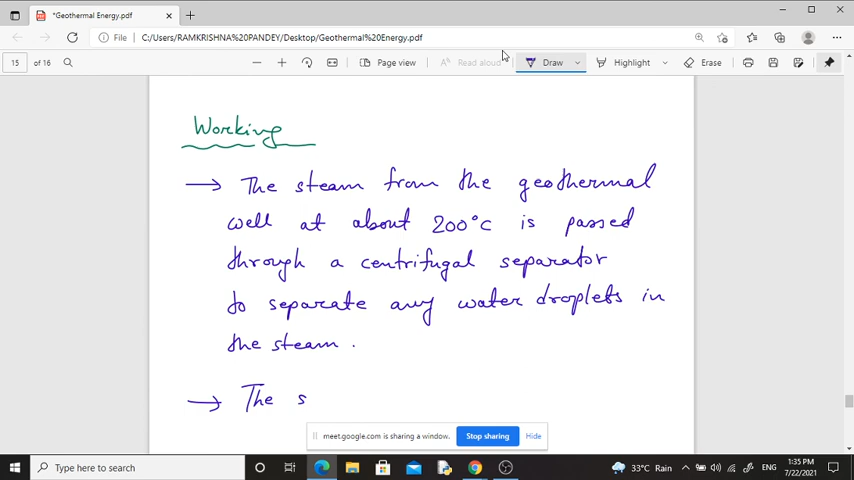 *Geothermal Energy.pdf
File C:/Users/RAMKRISHNA%20PANDEY/Desktop/Geothermal%20Energy.pdf
15 of 16 Page view Read aloud Draw Highlight Erase
Working
→ The steam from the geothermal
well at about 200°c is passed
through a centrifugal separator
to separate any water droplets in
the steam .
→ The s
meet.google.com is sharing a window. Stop sharing Hide
Type here to search 33°C Rain ENG 1:35 PM
7/22/2021